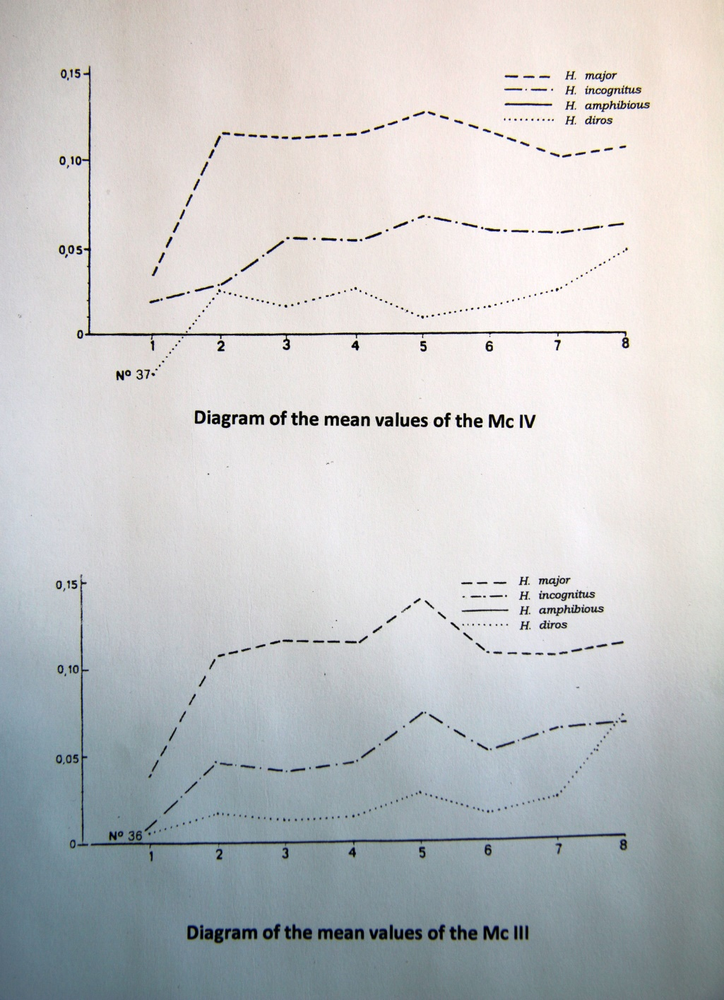 0,15
H. major
H. incognitus
H. amphibious
H. diros
0,10
0,05
0
1 2 3 4 5 6 7 8
Nº 37
Diagram of the mean values of the Mc IV
0,15
H. major
H. incognitus
H. amphibious
H. diros
0,10
0,05
Nº 36
0
1 2 3 4 5 6 7 8
Diagram of the mean values of the Mc III